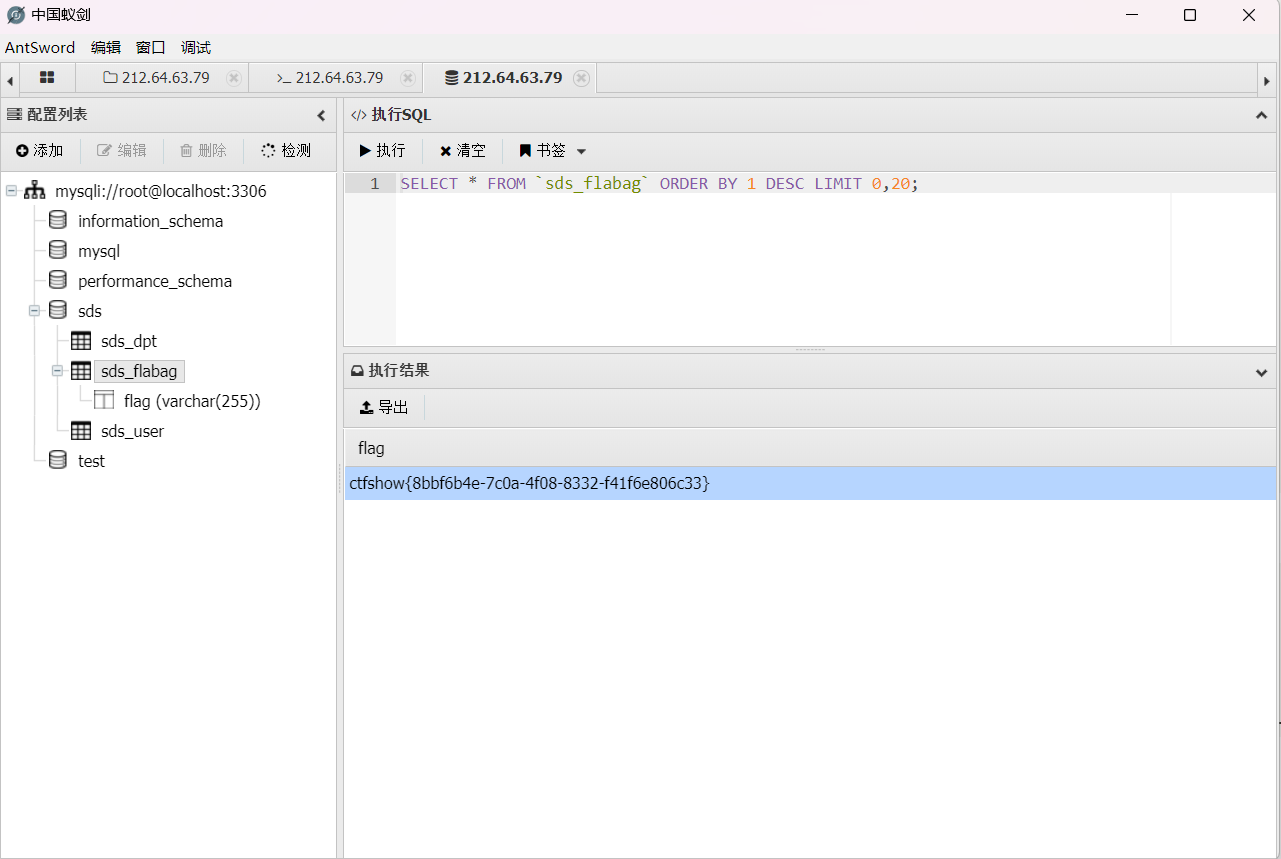 中国蚁剑
AntSword 编辑 窗口 调试
212.64.63.79 >_ 212.64.63.79 212.64.63.79
配置列表
添加 编辑 删除 检测
mysqli://root@localhost:3306
information_schema
mysql
performance_schema
sds
sds_dpt
sds_flabag
flag (varchar(255))
sds_user
test
</> 执行SQL
执行 清空 书签
1 SELECT * FROM `sds_flabag` ORDER BY 1 DESC LIMIT 0,20;
执行结果
导出
flag
ctfshow{8bbf6b4e-7c0a-4f08-8332-f41f6e806c33}